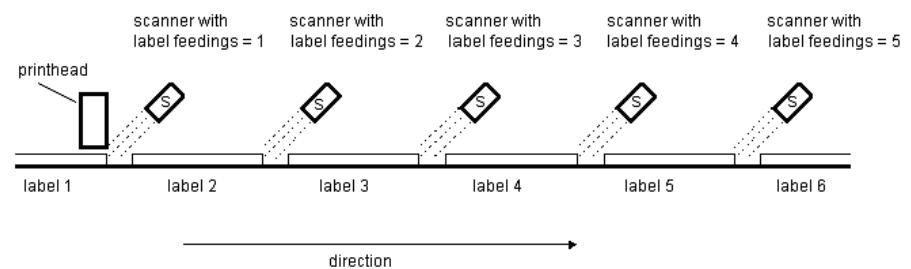 scanner with
label feedings = 1
scanner with
label feedings = 2
scanner with
label feedings = 3
scanner with
label feedings = 4
scanner with
label feedings = 5
printhead
S
S
S
S
S
label 1
label 2
label 3
label 4
label 5
label 6
direction